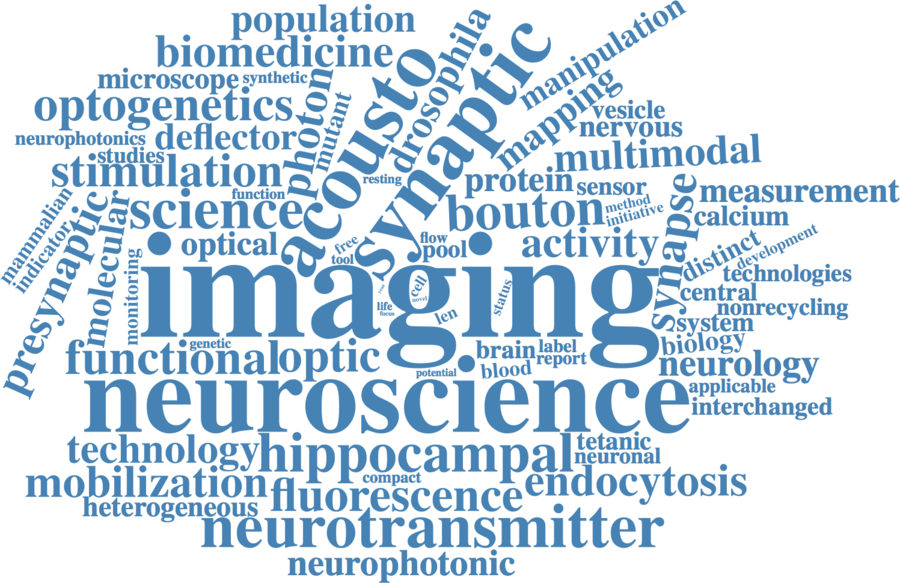 population
biomedicine
microscope
synthetic
optogenetics
photon
mutant
acousto
drosophila
synaptic
manipulation
mapping
vesicle
nervous
neurophotonics
deflector
studies
stimulation
function
resting
multimodal
protein
sensor
measurement
mammalian
indicator
presynaptic
molecular
science
bouton
method
initiative
synapse
calcium
monitoring
optical
free
tool
flow
pool
activity
distinct
development
technologies
imaging
life
focus
cell
novel
len
status
central
nonrecycling
system
biology
functional
genetic
optic
potential
brain
label
blood
report
neurology
applicable
interchanged
neuroscience
technology
hippocampal
tetanic
neuronal
mobilization
compact
heterogeneous
fluorescence
endocytosis
neurotransmitter
neurophotonic